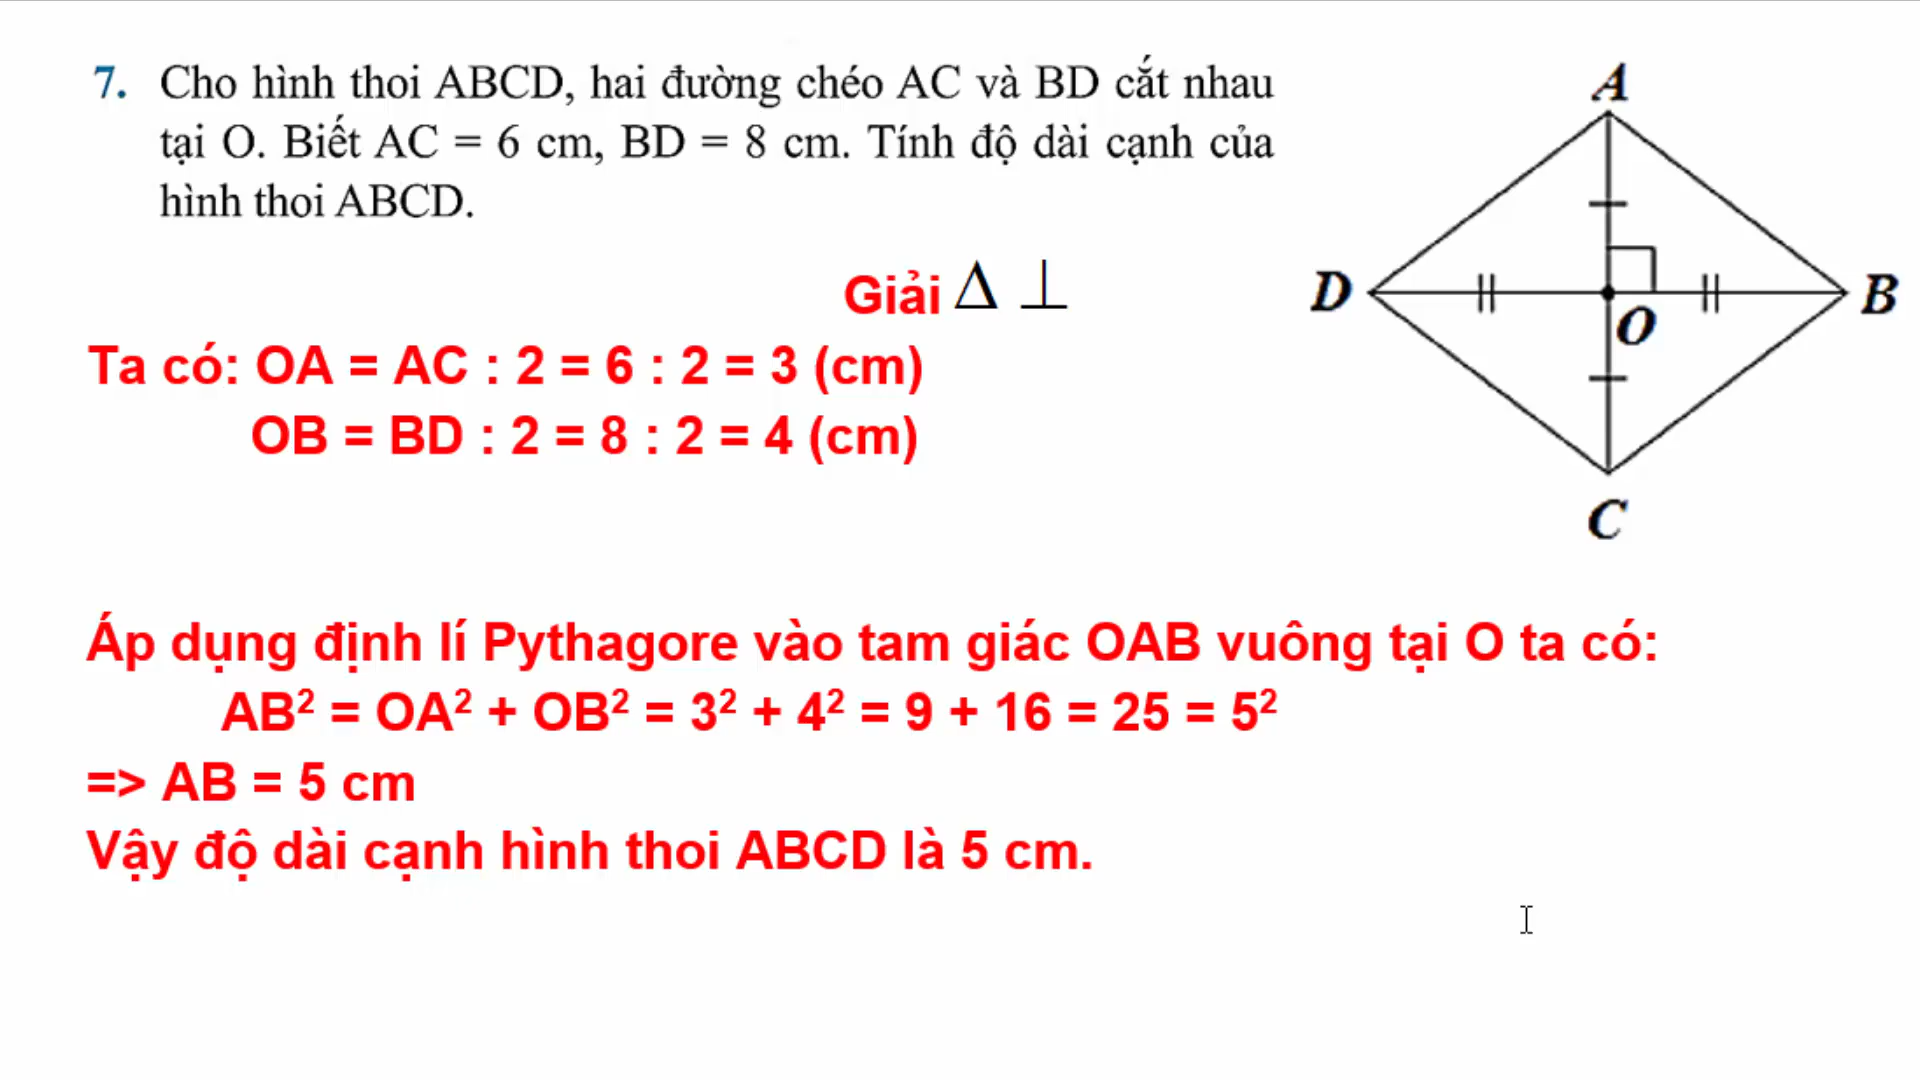 7. Cho hình thoi ABCD, hai đường chéo AC và BD cắt nhau
tại O. Biết AC = 6 cm, BD = 8 cm. Tính độ dài cạnh của
hình thoi ABCD.
A
D
B
O
C
Giải Δ ⊥
Ta có: OA = AC : 2 = 6 : 2 = 3 (cm)
OB = BD : 2 = 8 : 2 = 4 (cm)
Áp dụng định lí Pythagore vào tam giác OAB vuông tại O ta có:
AB² = OA² + OB² = 3² + 4² = 9 + 16 = 25 = 5²
=> AB = 5 cm
Vậy độ dài cạnh hình thoi ABCD là 5 cm.